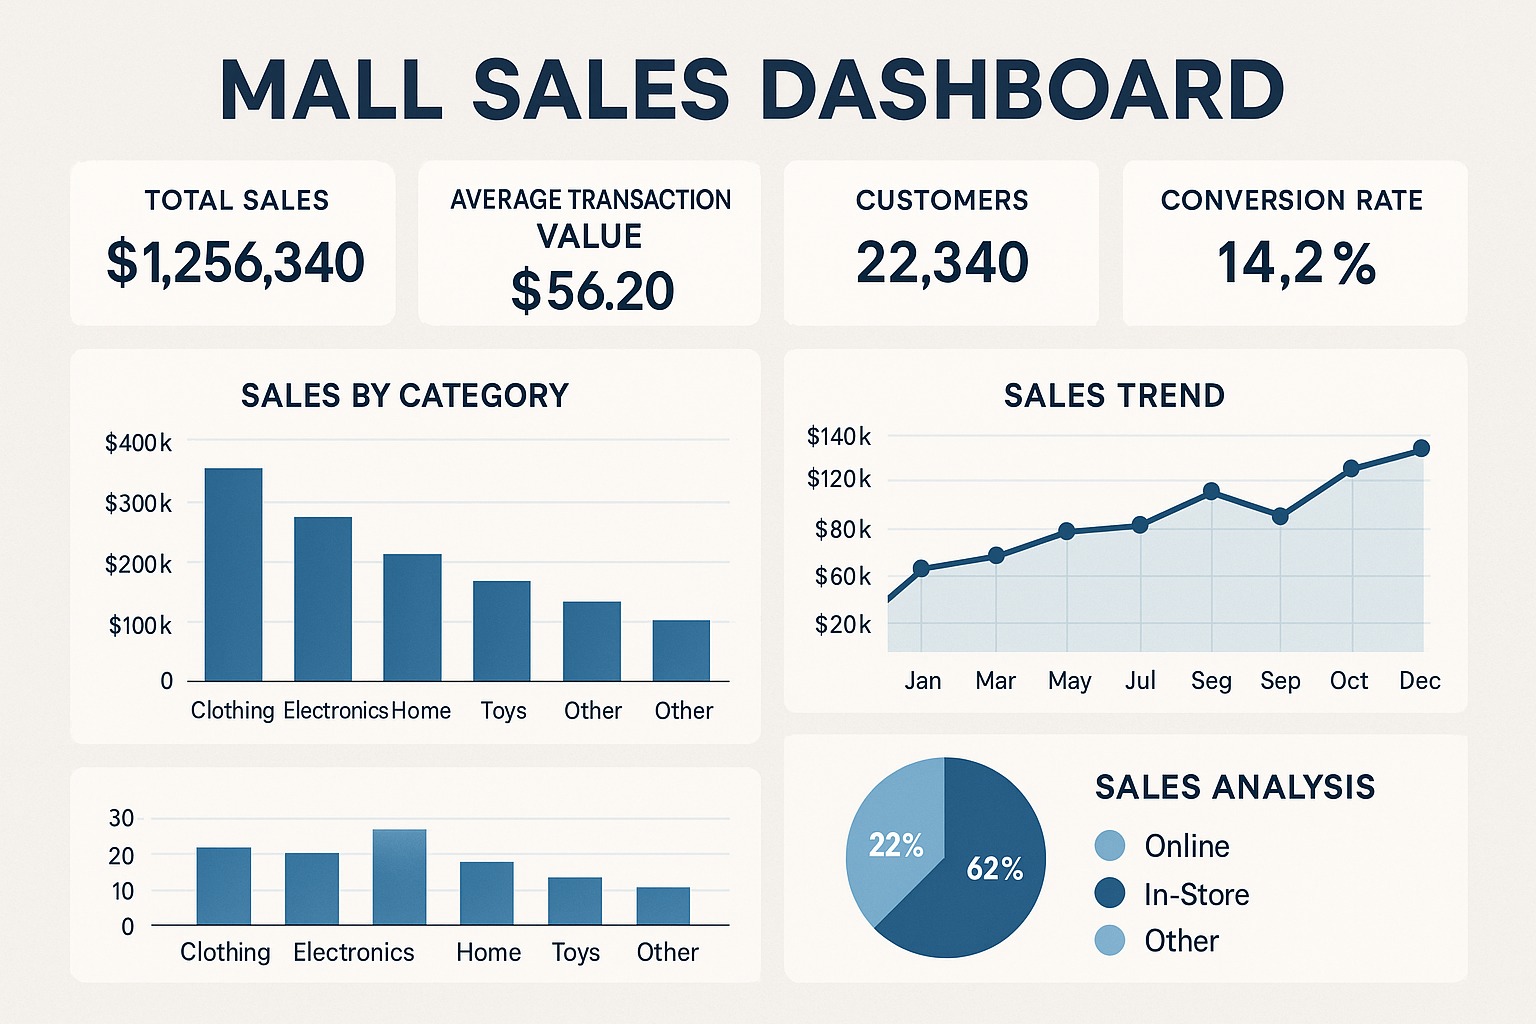 MALL SALES DASHBOARD
TOTAL SALES
$1,256,340
AVERAGE TRANSACTION
VALUE
$56.20
CUSTOMERS
22,340
CONVERSION RATE
14,2%
SALES BY CATEGORY
$400k
$300k
$200k
$100k
0
Clothing Electronics Home Toys Other Other
SALES TREND
$140k
$120k
$80k
$60k
$20k
Jan Mar May Jul Seg Sep Oct Dec
30
20
10
0
Clothing Electronics Home Toys Other
22%
62%
SALES ANALYSIS
Online
In-Store
Other